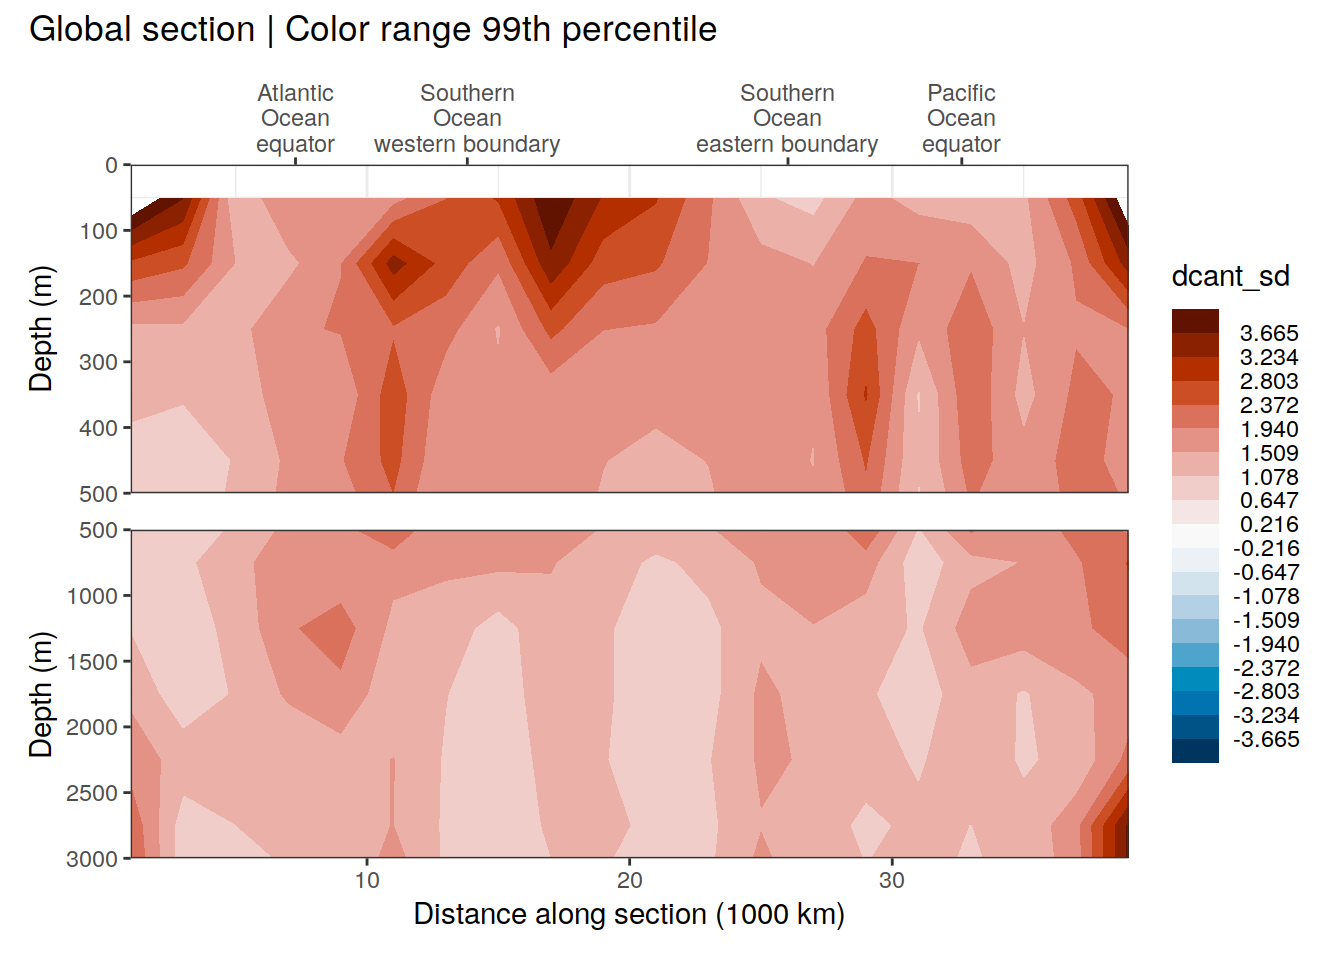 Global section | Color range 99th percentile
Atlantic
Ocean
equator
Southern
Ocean
western boundary
Southern
Ocean
eastern boundary
Pacific
Ocean
equator
Depth (m)
0
100
200
300
400
500
Depth (m)
500
1000
1500
2000
2500
3000
10
20
30
Distance along section (1000 km)
dcant_sd
3.665
3.234
2.803
2.372
1.940
1.509
1.078
0.647
0.216
-0.216
-0.647
-1.078
-1.509
-1.940
-2.372
-2.803
-3.234
-3.665